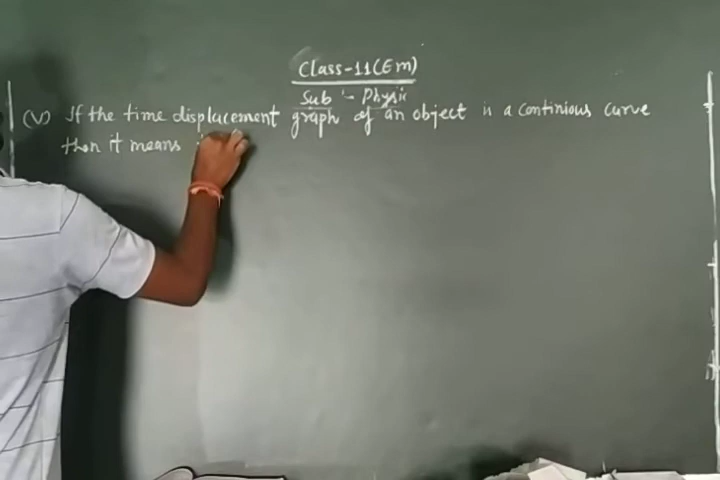 Class-11(Em)
Sub :- Physic
(V) If the time displacement graph of an object is a continious curve
then it means